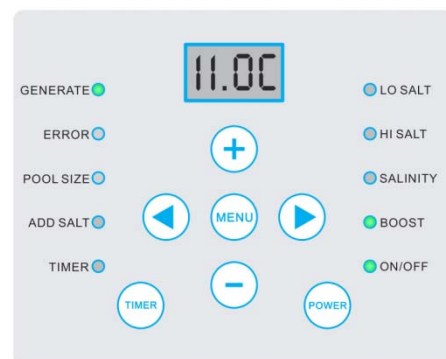 11.0C
GENERATE
LO SALT
ERROR
HI SALT
POOL SIZE
SALINITY
MENU
ADD SALT
BOOST
TIMER
ON/OFF
TIMER
POWER